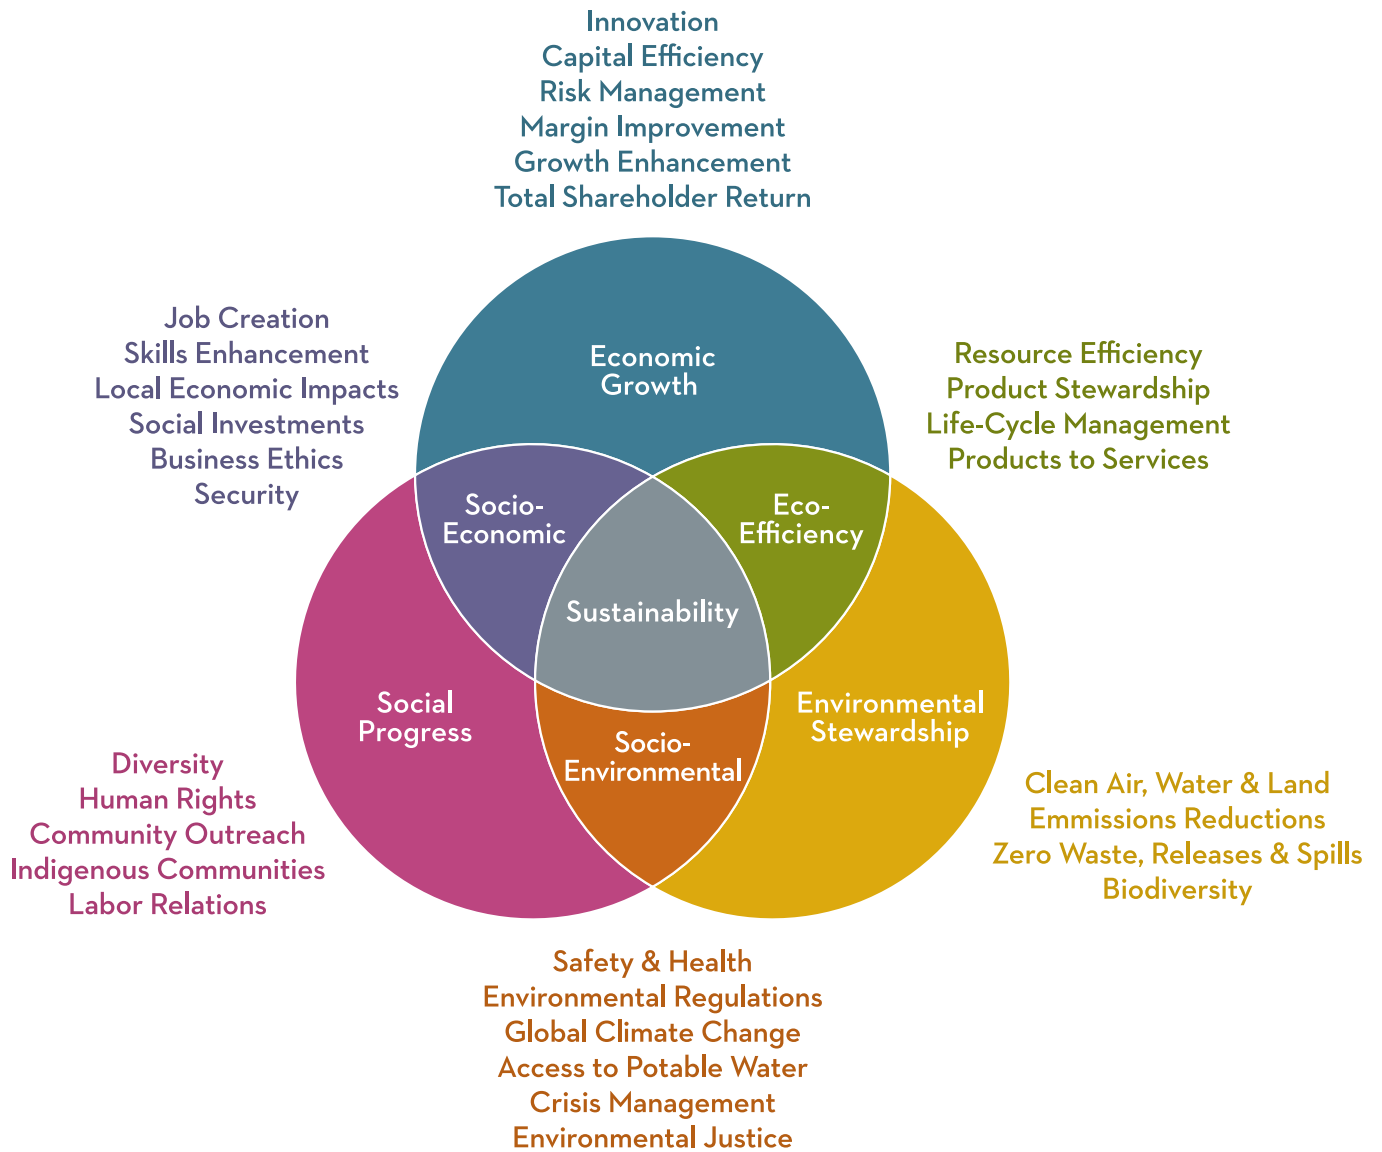 Innovation
Capital Efficiency
Risk Management
Margin Improvement
Growth Enhancement
Total Shareholder Return
Job Creation
Skills Enhancement
Local Economic Impacts
Social Investments
Business Ethics
Security
Economic
Growth
Resource Efficiency
Product Stewardship
Life-Cycle Management
Products to Services
Socio-
Economic
Eco-
Efficiency
Sustainability
Social
Progress
Environmental
Stewardship
Socio-
Environmental
Diversity
Human Rights
Community Outreach
Indigenous Communities
Labor Relations
Clean Air, Water & Land
Emmissions Reductions
Zero Waste, Releases & Spills
Biodiversity
Safety & Health
Environmental Regulations
Global Climate Change
Access to Potable Water
Crisis Management
Environmental Justice